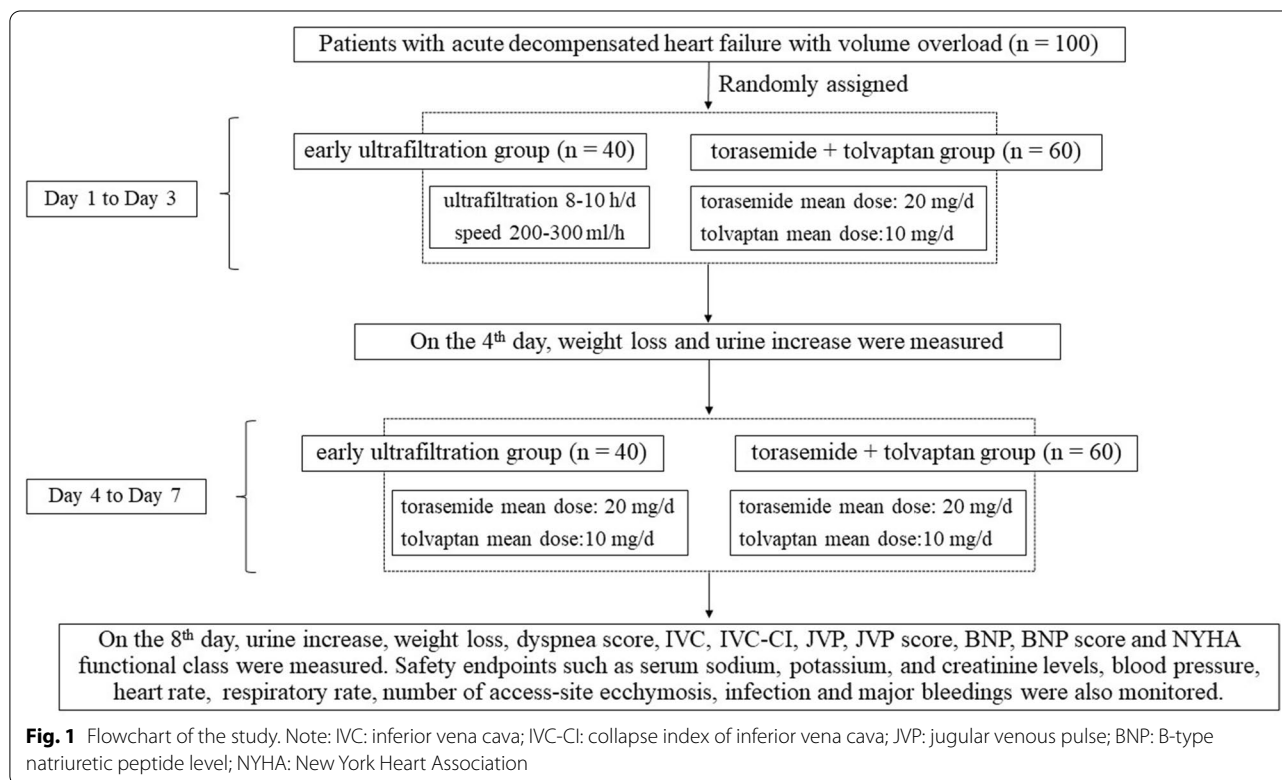 Patients with acute decompensated heart failure with volume overload (n = 100)
Randomly assigned
early ultrafiltration group (n = 40)
torasemide + tolvaptan group (n = 60)
Day 1 to Day 3
ultrafiltration 8-10 h/d
speed 200-300 ml/h
torasemide mean dose: 20 mg/d
tolvaptan mean dose:10 mg/d
On the 4th day, weight loss and urine increase were measured
early ultrafiltration group (n = 40)
torasemide + tolvaptan group (n = 60)
Day 4 to Day 7
torasemide mean dose: 20 mg/d
tolvaptan mean dose:10 mg/d
torasemide mean dose: 20 mg/d
tolvaptan mean dose:10 mg/d
On the 8th day, urine increase, weight loss, dyspnea score, IVC, IVC-CI, JVP, JVP score, BNP, BNP score and NYHA
functional class were measured. Safety endpoints such as serum sodium, potassium, and creatinine levels, blood pressure,
heart rate, respiratory rate, number of access-site ecchymosis, infection and major bleedings were also monitored.
Fig. 1 Flowchart of the study. Note: IVC: inferior vena cava; IVC-CI: collapse index of inferior vena cava; JVP: jugular venous pulse; BNP: B-type
natriuretic peptide level; NYHA: New York Heart Association